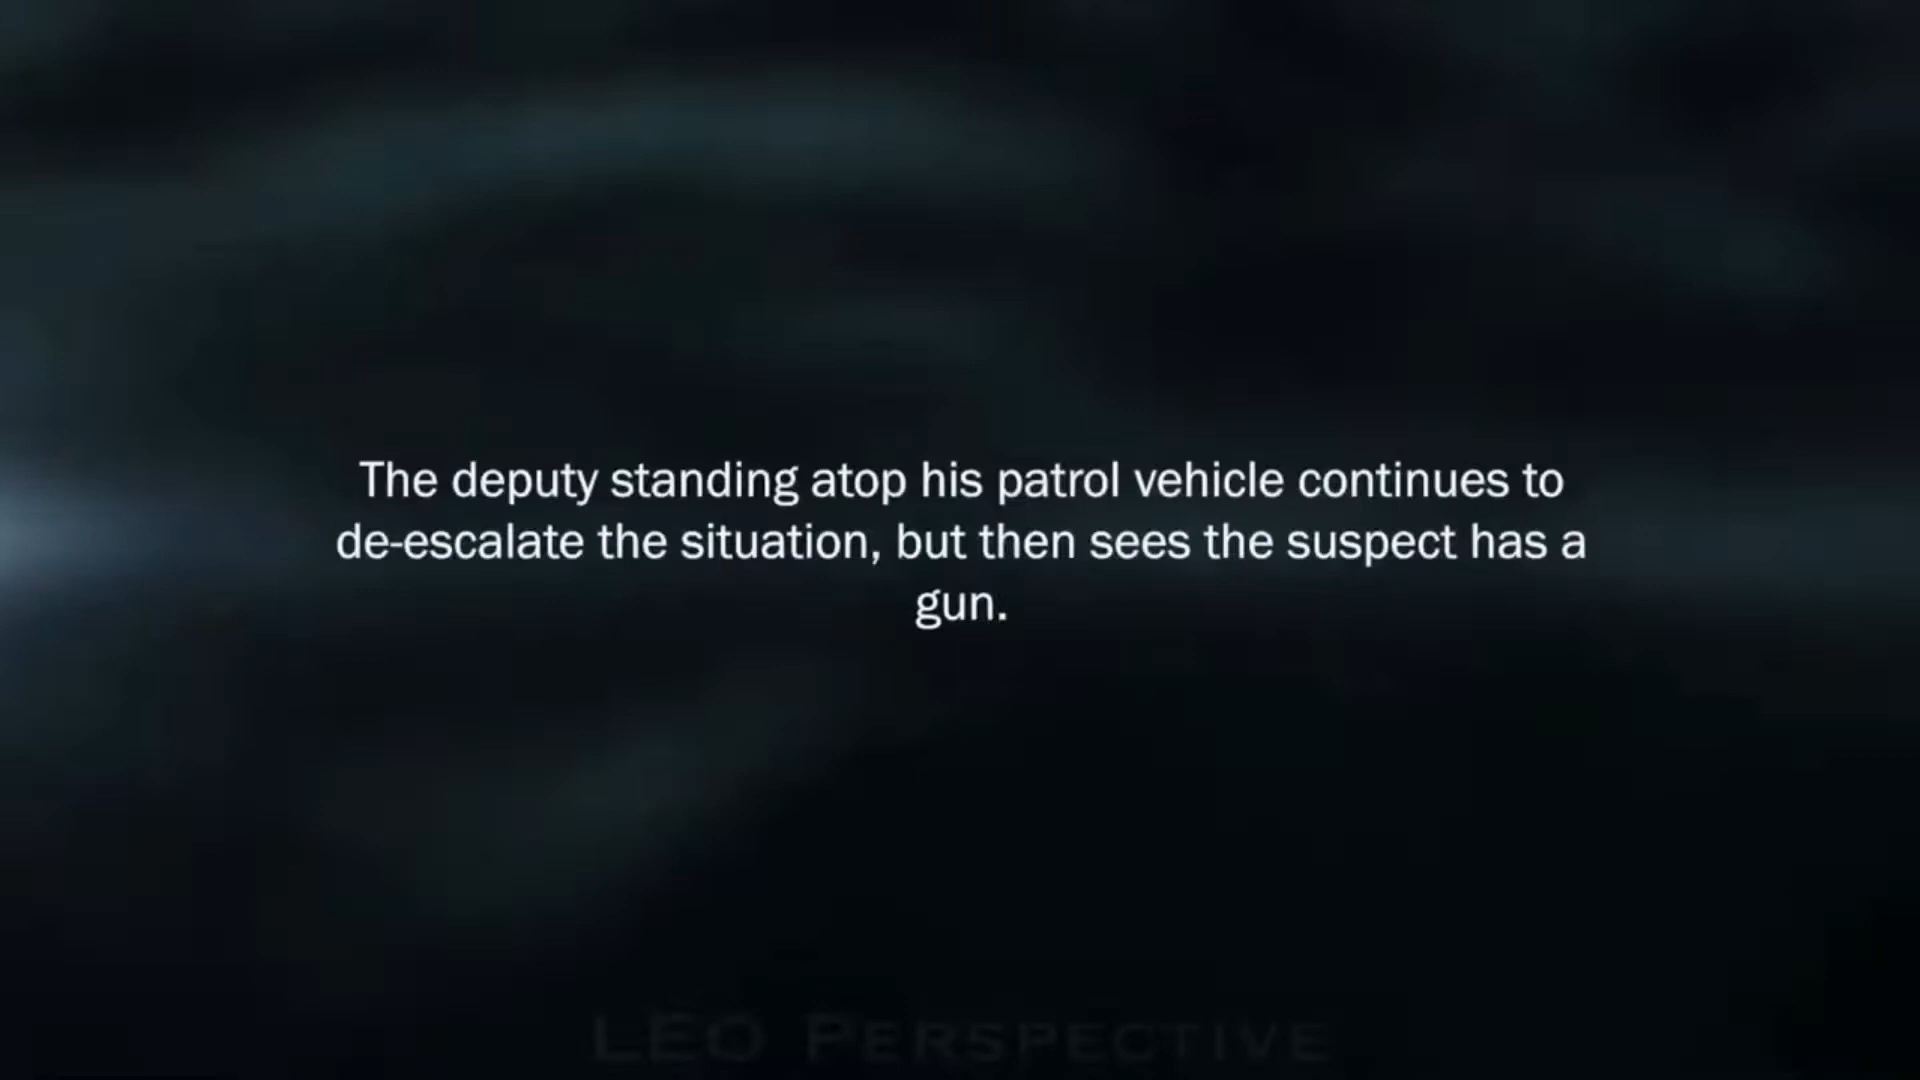 The deputy standing atop his patrol vehicle continues to
de-escalate the situation, but then sees the suspect has a
gun.
LEO PERSPECTIVE